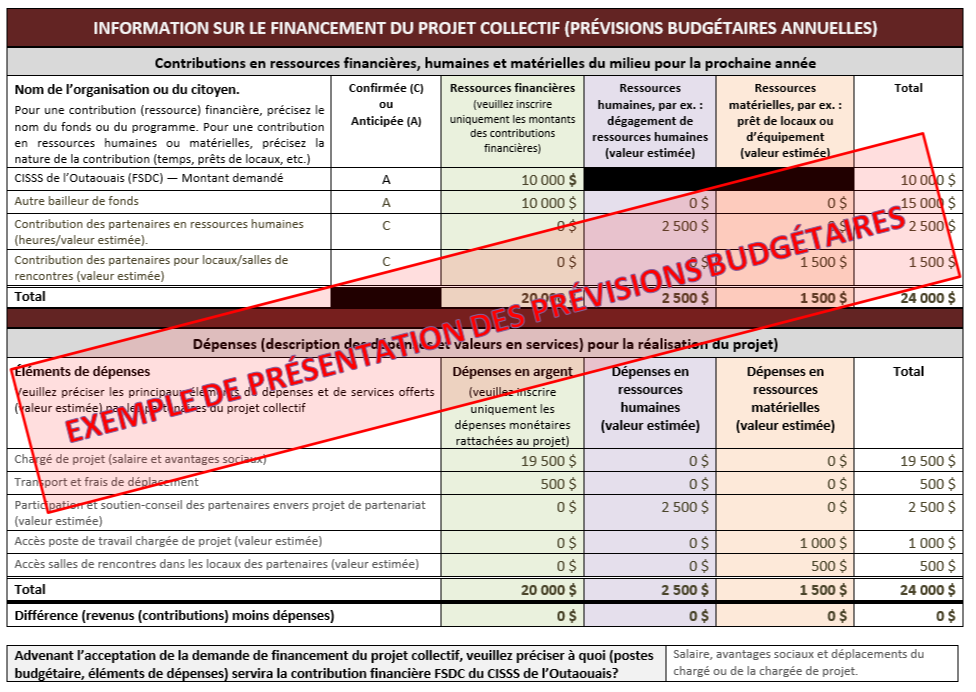 INFORMATION SUR LE FINANCEMENT DU PROJET COLLECTIF (PRÉVISIONS BUDGÉTAIRES ANNUELLES)
Contributions en ressources financières, humaines et matérielles du milieu pour la prochaine année
Nom de l'organisation ou du citoyen.
Pour une contribution (ressource) financière, précisez le
nom du fonds ou du programme. Pour une contribution
en ressources humaines ou matérielles, précisez la
nature de la contribution (temps, prêts de locaux, etc.)
Confirmée (C)
ou
Anticipée (A)
Ressources financières
(veuillez inscrire
uniquement les montants
des contributions
financières)
Ressources
humaines, par ex. :
dégagement de
ressources humaines
(valeur estimée)
Ressources
matérielles, par ex. :
prêt de locaux ou
d'équipement
(valeur estimée)
Total
CISSS de l'Outaouais (FSDC) — Montant demandé A 10 000 $ 10 000 $
Autre bailleur de fonds A 10 000 $ 0 $ 0 $ 15 000 $
Contribution des partenaires en ressources humaines
(heures/valeur estimée). C 0 $ 2 500 $ $ 2 500 $
Contribution des partenaires pour locaux/salles de
rencontres (valeur estimée) C 0 $ $ 1 500 $ 1 500 $
Total 20 000 $ 2 500 $ 1 500 $ 24 000 $
Dépenses (description des dépenses et valeurs en services) pour la réalisation du projet)
Éléments de dépenses
Veuillez préciser les principaux éléments de dépenses et de services offerts
(valeur estimée) par les partenaires du projet collectif
Dépenses en argent
(veuillez inscrire
uniquement les
dépenses monétaires
rattachées au projet)
Dépenses en
ressources
humaines
(valeur estimée)
Dépenses en
ressources
matérielles
(valeur estimée)
Total
Chargé de projet (salaire et avantages sociaux) 19 500 $ 0 $ 0 $ 19 500 $
Transport et frais de déplacement 500 $ 0 $ 0 $ 500 $
Participation et soutien-conseil des partenaires envers projet de partenariat
(valeur estimée) 0 $ 2 500 $ 0 $ 2 500 $
Accès poste de travail chargée de projet (valeur estimée) 0 $ 0 $ 1 000 $ 1 000 $
Accès salles de rencontres dans les locaux des partenaires (valeur estimée) 0 $ 0 $ 500 $ 500 $
Total 20 000 $ 2 500 $ 1 500 $ 24 000 $
Différence (revenus (contributions) moins dépenses) 0 $ 0 $ 0 $ 0 $
EXEMPLE DE PRÉSENTATION DES PRÉVISIONS BUDGÉTAIRES
Advenant l'acceptation de la demande de financement du projet collectif, veuillez préciser à quoi (postes
budgétaire, éléments de dépenses) servira la contribution financière FSDC du CISSS de l'Outaouais?
Salaire, avantages sociaux et déplacements du
chargé ou de la chargée de projet.